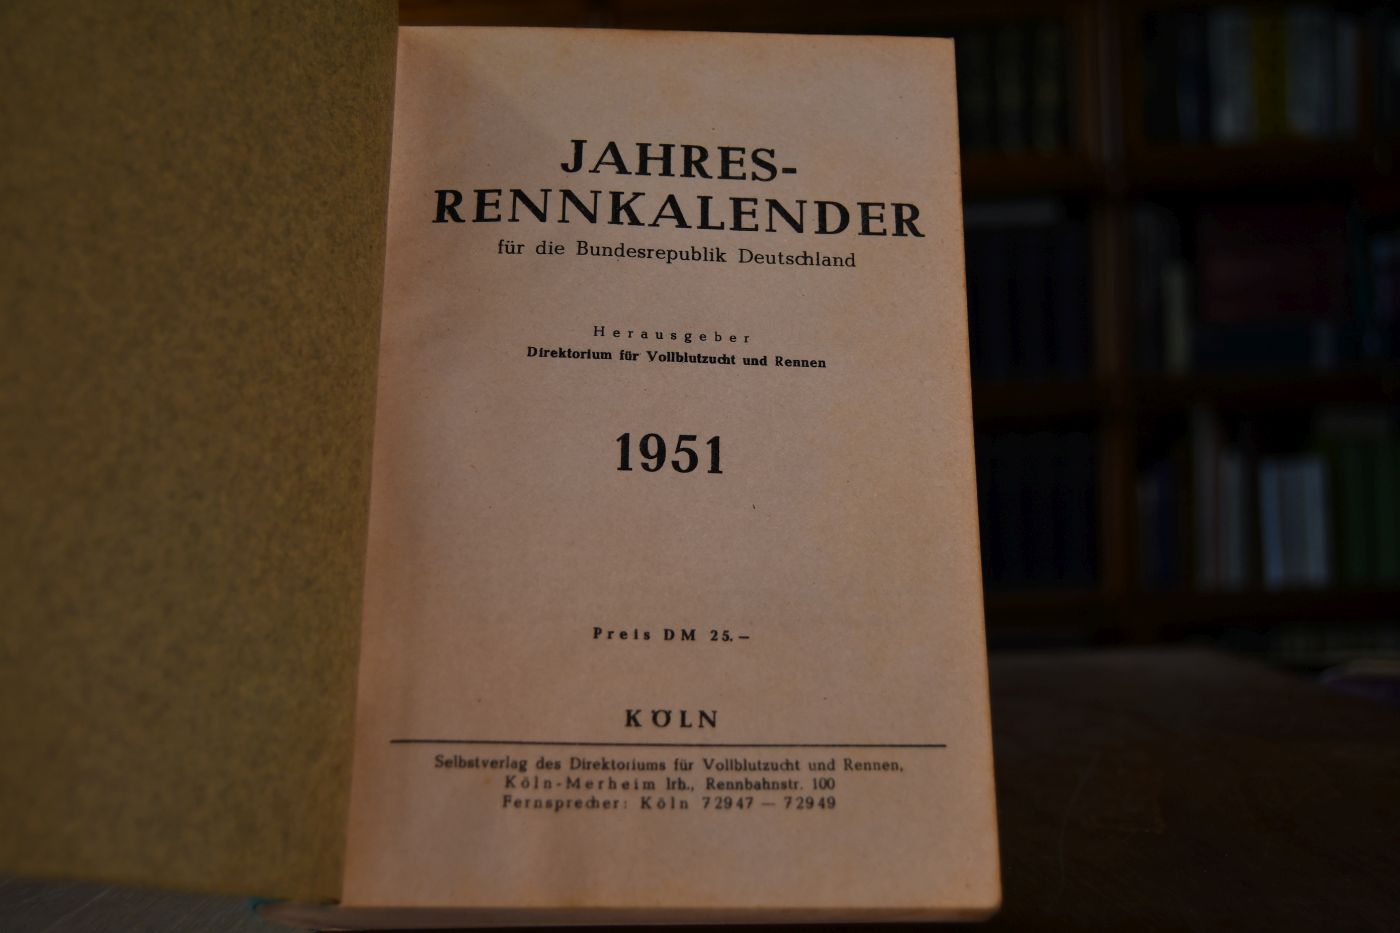 JAHRES-
RENNKALENDER
für die Bundesrepublik Deutschland
Herausgeber
Direktorium für Vollblutzucht und Rennen
1951
Preis DM 25.—
KÖLN
Selbstverlag des Direktoriums für Vollblutzucht und Rennen,
Köln-Merheim lrh., Rennbahnstr. 100
Fernsprecher: Köln 72947 — 72949